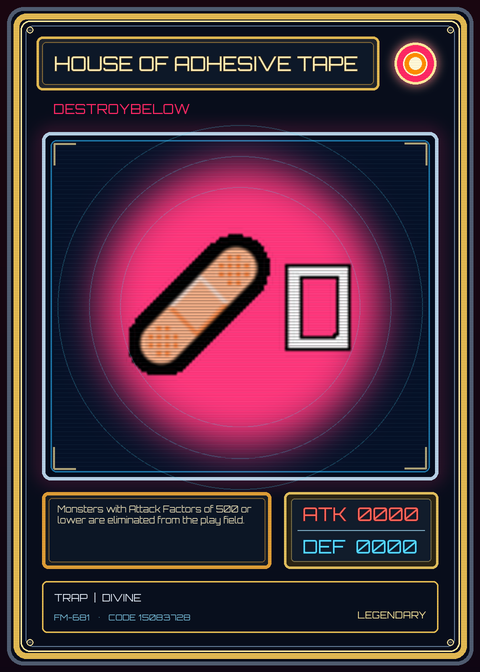 HOUSE OF ADHESIVE TAPE
DESTROYBELOW
Monsters with Attack Factors of 500 or
lower are eliminated from the play field.
ATK 0000
DEF 0000
TRAP | DIVINE
FM-681 · CODE 15083728
LEGENDARY